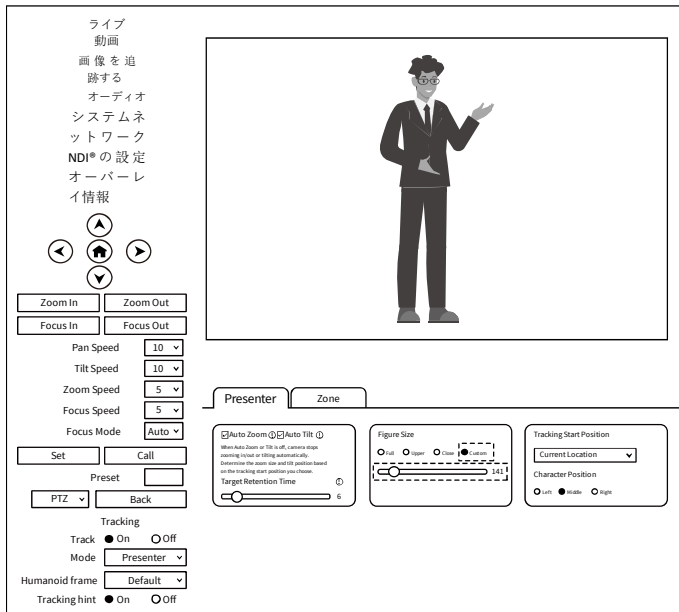 ライブ
動画
画像を追
跡する
オーディオ
システムネ
ットワーク
NDI®の設定
オーバーレ
イ情報
Zoom In Zoom Out
Focus In Focus Out
Pan Speed 10
Tilt Speed 10
Zoom Speed 5
Focus Speed 5
Focus Mode Auto
Set Call
Preset
PTZ Back
Tracking
Track On Off
Mode Presenter
Humanoid frame Default
Tracking hint On Off
Presenter Zone
Auto Zoom Auto Tilt
When Auto Zoom or Tilt is off, camera stops
zooming in/out or tilting automatically.
Determine the zoom size and tilt position based
on the tracking start position you choose.
Target Retention Time
6
Figure Size
Full Upper Close Custom
141
Tracking Start Position
Current Location
Character Position
Left Middle Right